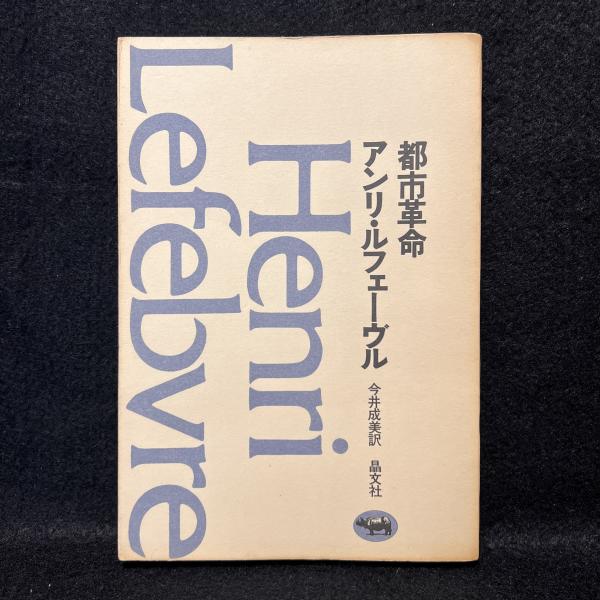 都市革命
アンリ・ルフェーヴル
今井成美訳 晶文社
Henri
Lefebvre